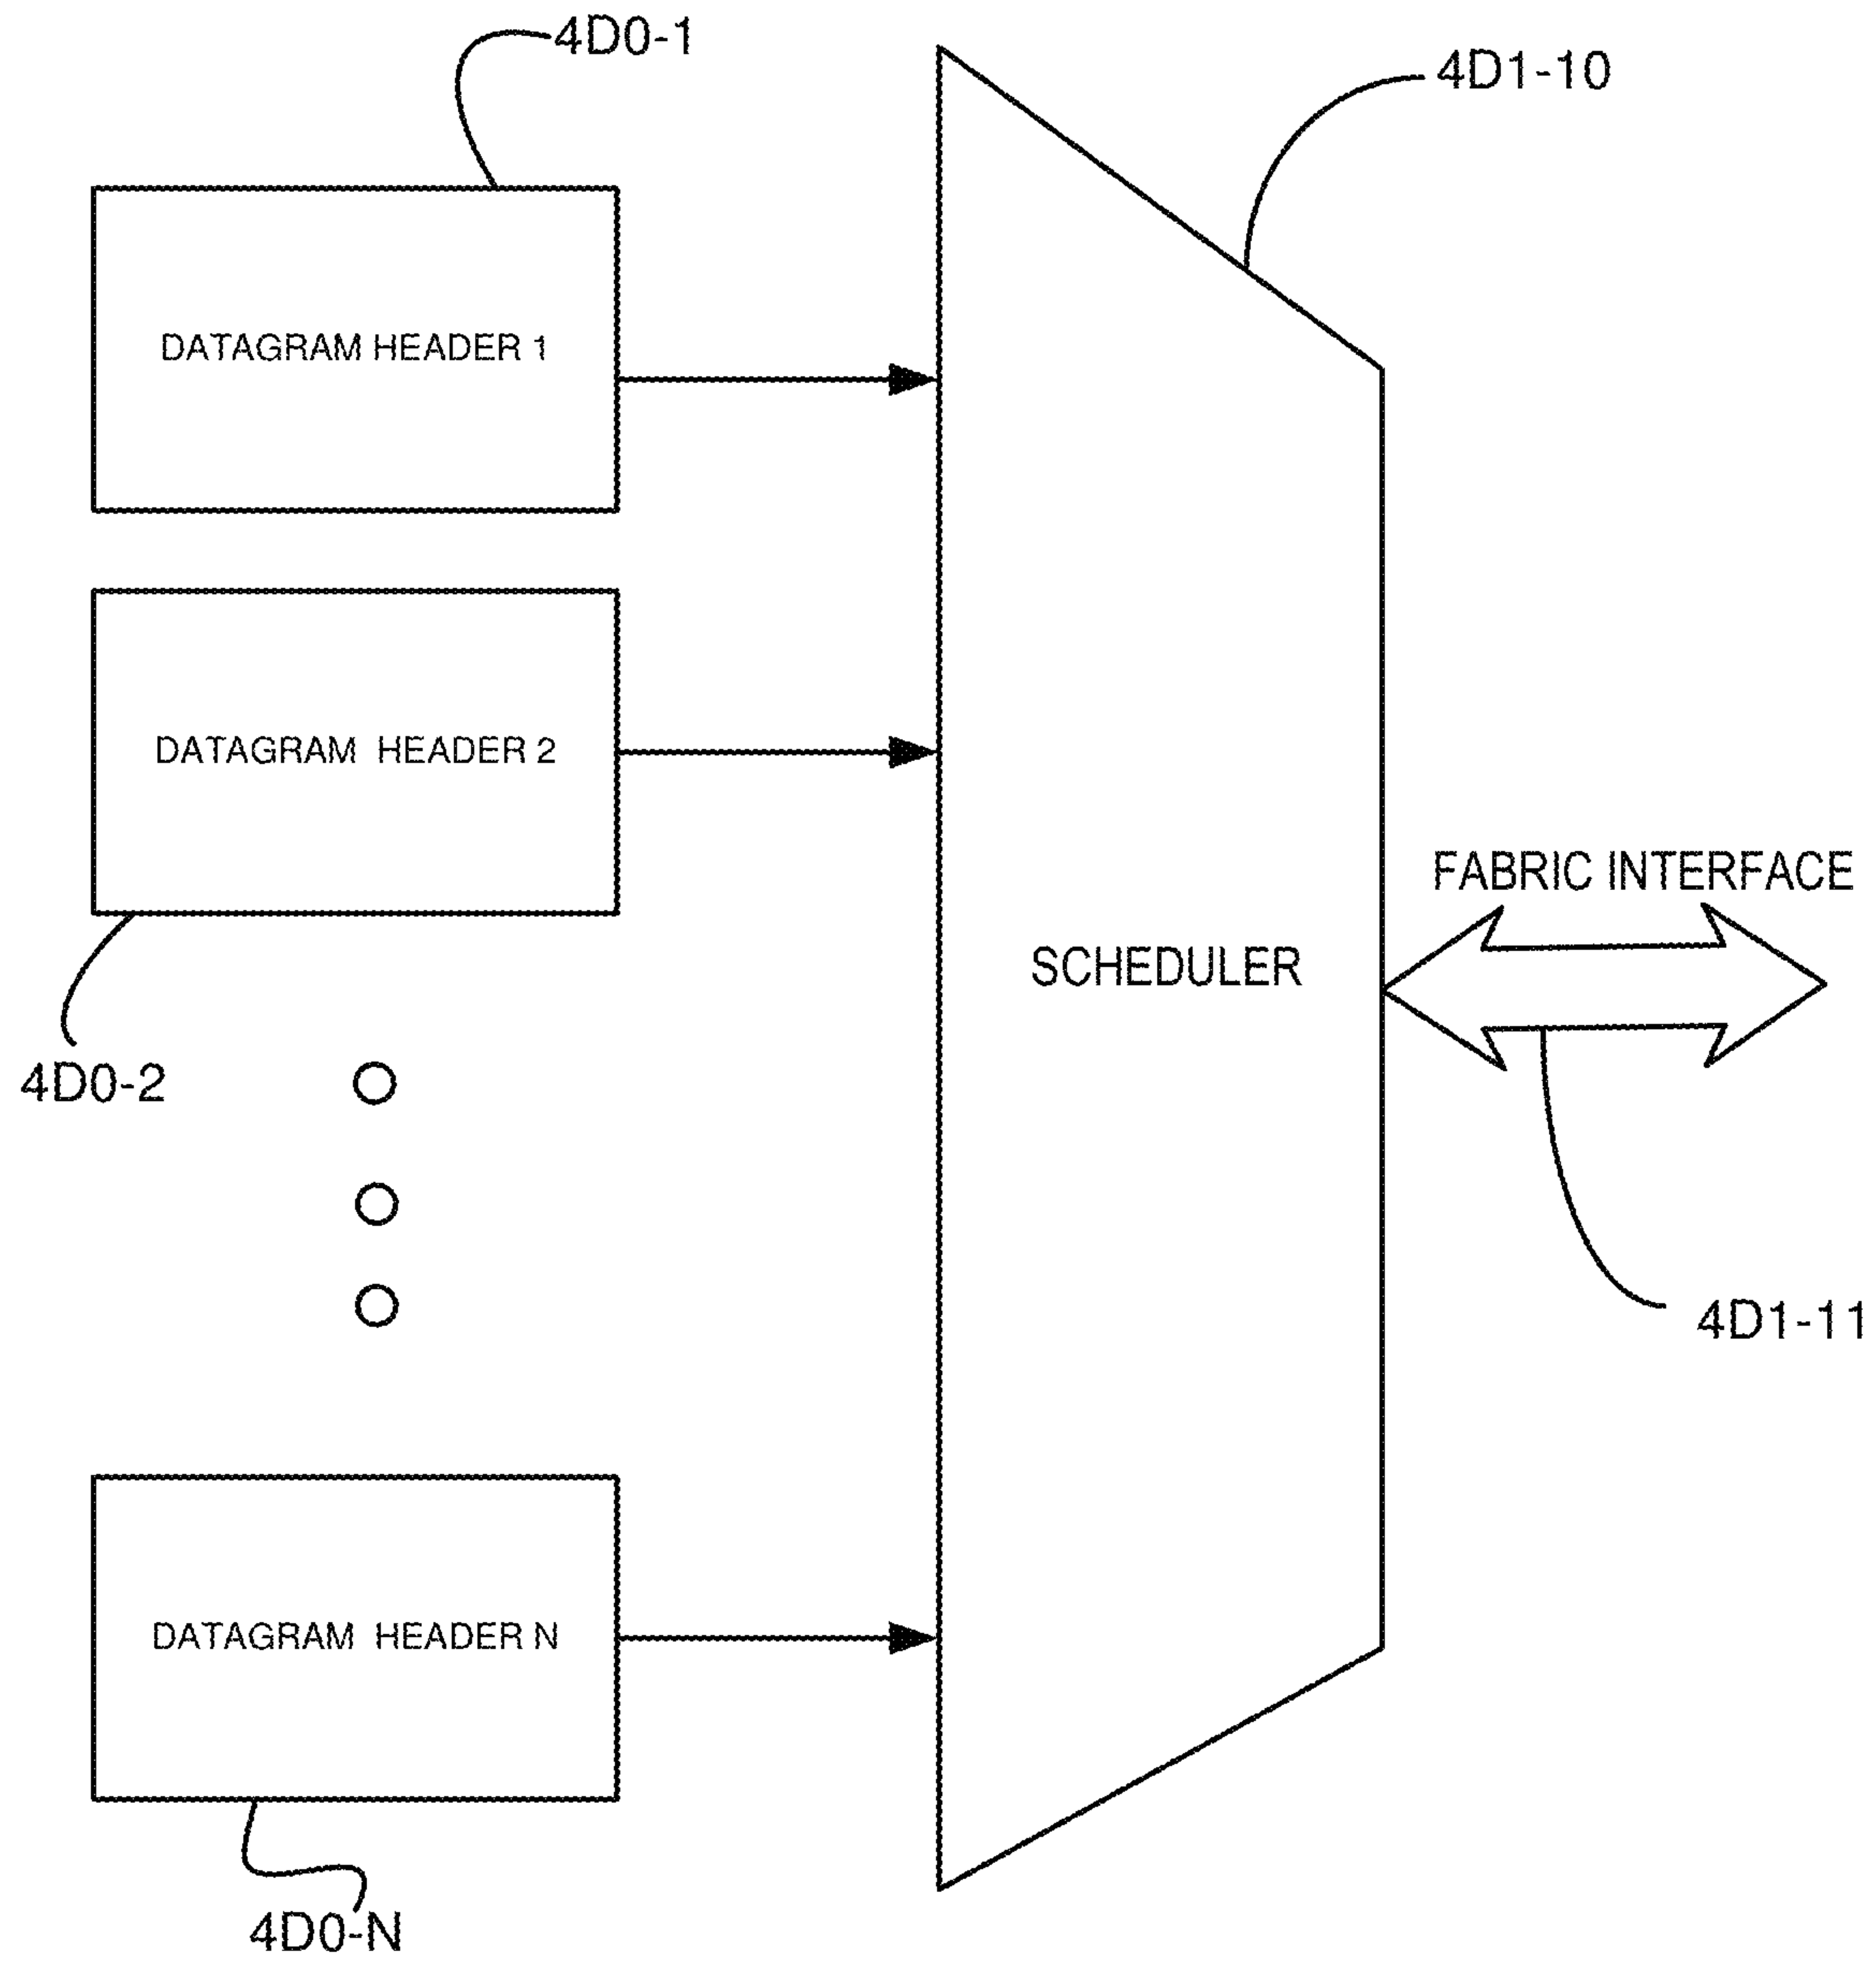 4D0-1
4D1-10
DATAGRAM HEADER 1
DATAGRAM HEADER 2
FABRIC INTERFACE
SCHEDULER
4D0-2
4D1-11
DATAGRAM HEADER N
4D0-N